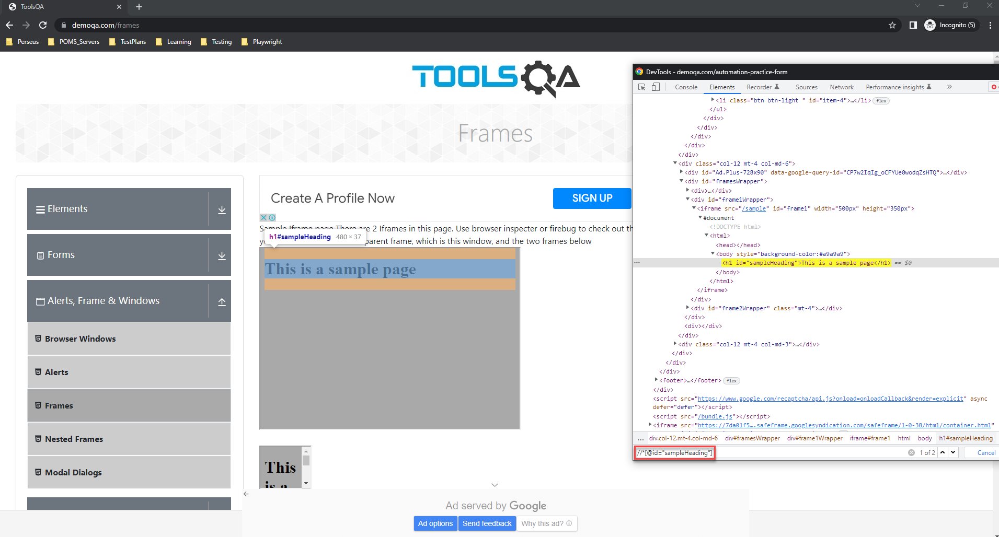 ToolsQA
demoqa.com/frames
Incognito (5)
Perseus
POMS_Servers
TestPlans
Learning
Testing
Playwright
TOOLSQA
Frames
Elements
Forms
Alerts, Frame & Windows
Browser Windows
Alerts
Frames
Nested Frames
Modal Dialogs
Create A Profile Now
SIGN UP
Sample Iframe page There are 2 Iframes in this page. Use browser inspecter or firebug to check out th
h1#sampleHeading 480 × 37
parent frame, which is this window, and the two frames below
This is a sample page
This
is a
Ad served by Google
Ad options
Send feedback
Why this ad?
DevTools - demoqa.com/automation-practice-form
Console
Elements
Recorder
Sources
Network
Performance insights
»
<li class="btn btn-light " id="item-4">…</li> flex
</ul>
</div>
</div>
</div>
</div>
</div>
<div class="col-12 mt-4 col-md-6">
<div id="Ad.Plus-728x90" data-google-query-id="CP7w2IqIg_oCFYUe0wodqZsHTQ">…</div>
<div id="framesWrapper">
<div>…</div>
<div id="frame1Wrapper">
<iframe src="/sample" id="frame1" width="500px" height="350px">
#document
<!DOCTYPE html>
<html>
<head></head>
<body style="background-color:#a9a9a9">
<h1 id="sampleHeading">This is a sample page</h1> == $0
</body>
</html>
</iframe>
</div>
<div id="frame2Wrapper" class="mt-4">…</div>
</div>
<div></div>
</div>
<div class="col-12 mt-4 col-md-3">…</div>
</div>
</div>
</div>
<footer>…</footer> flex
</div>
<script src="https://www.google.com/recaptcha/api.js?onload=onloadCallback&render=explicit" async
defer="defer"></script>
<script src="/bundle.js"></script>
<iframe src="https://7da01f5….safeframe.googlesyndication.com/safeframe/1-0-38/html/container.html"
… div.col-12.mt-4.col-md-6 div#framesWrapper div#frame1Wrapper iframe#frame1 html body h1#sampleHeading
//*[@id="sampleHeading"]
1 of 2
Cancel